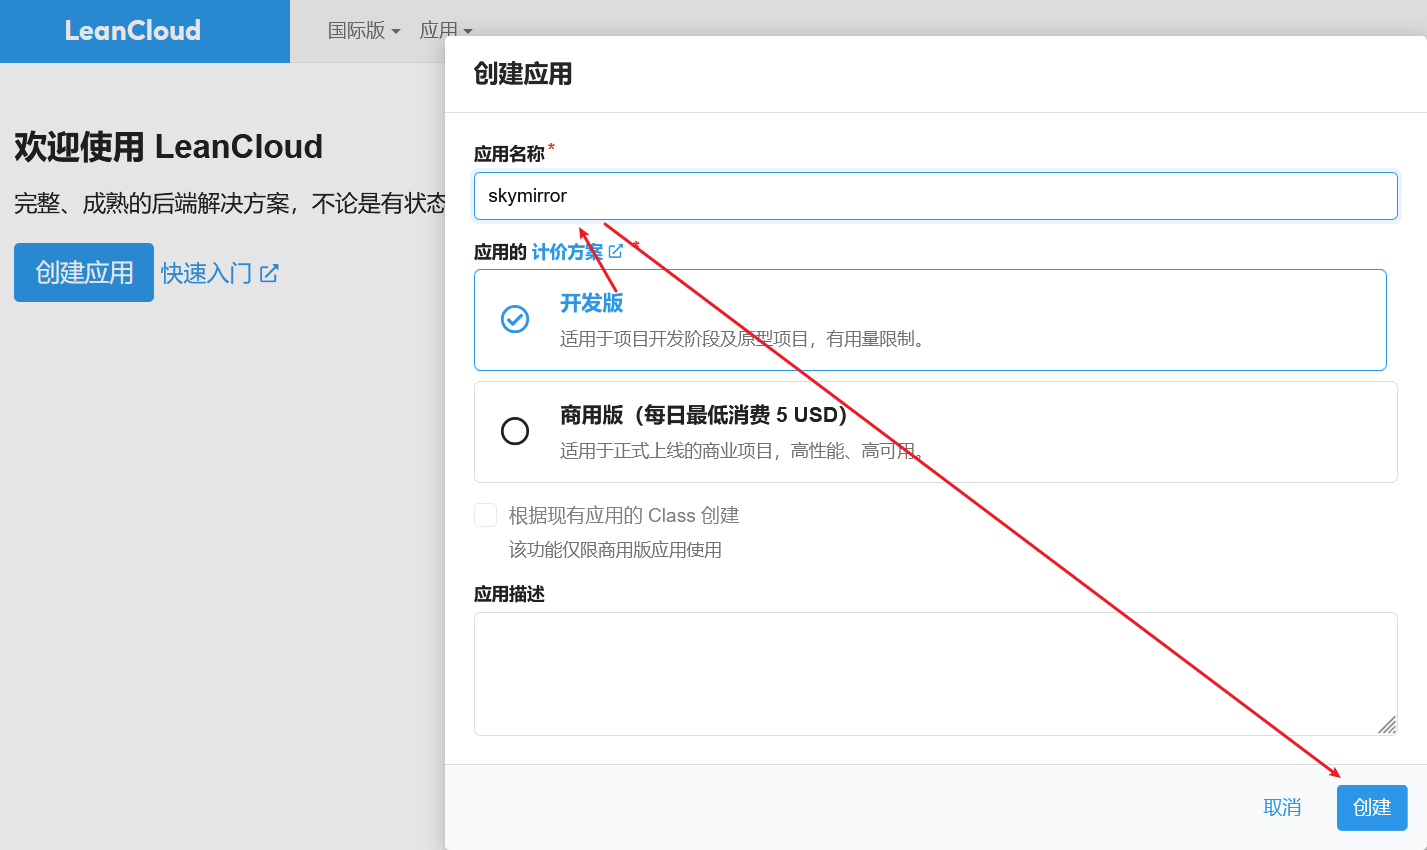 LeanCloud
国际版 应用
欢迎使用 LeanCloud
完整、成熟的后端解决方案，不论是有状态
创建应用 快速入门
创建应用
应用名称*
skymirror
应用的 计价方案 *
开发版
适用于项目开发阶段及原型项目，有用量限制。
商用版（每日最低消费 5 USD）
适用于正式上线的商业项目，高性能、高可用。
根据现有应用的 Class 创建
该功能仅限商用版应用使用
应用描述
取消 创建